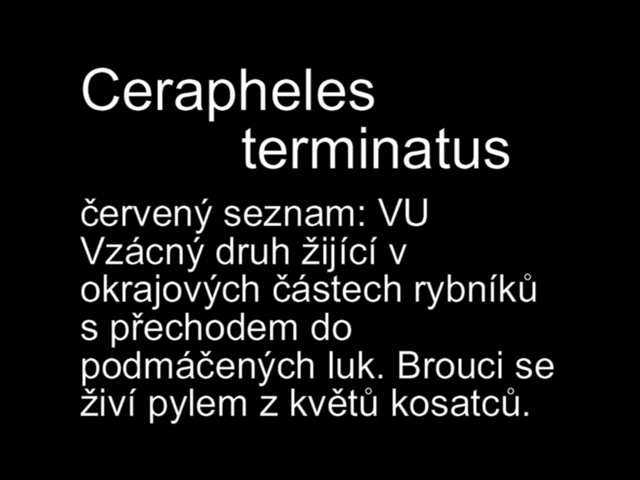 Cerapheles
terminatus
červený seznam: VU
Vzácný druh žijící v
okrajových částech rybníků
s přechodem do
podmáčených luk. Brouci se
živí pylem z květů kosatců.